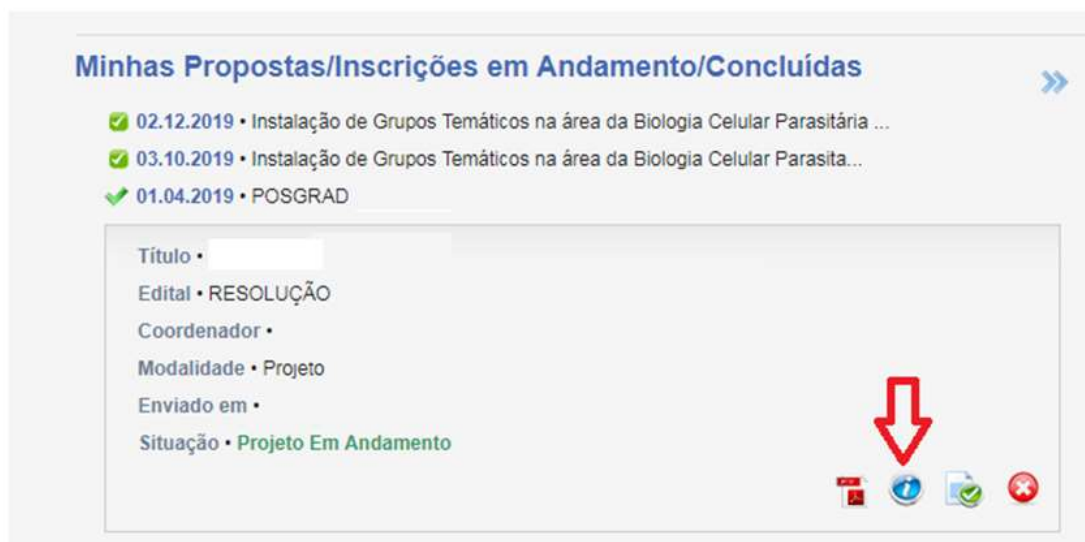 Minhas Propostas/Inscrições em Andamento/Concluídas
02.12.2019 • Instalação de Grupos Temáticos na área da Biologia Celular Parasitária ...
03.10.2019 • Instalação de Grupos Temáticos na área da Biologia Celular Parasita...
01.04.2019 • POSGRAD
Título •
Edital • RESOLUÇÃO
Coordenador •
Modalidade • Projeto
Enviado em •
Situação • Projeto Em Andamento